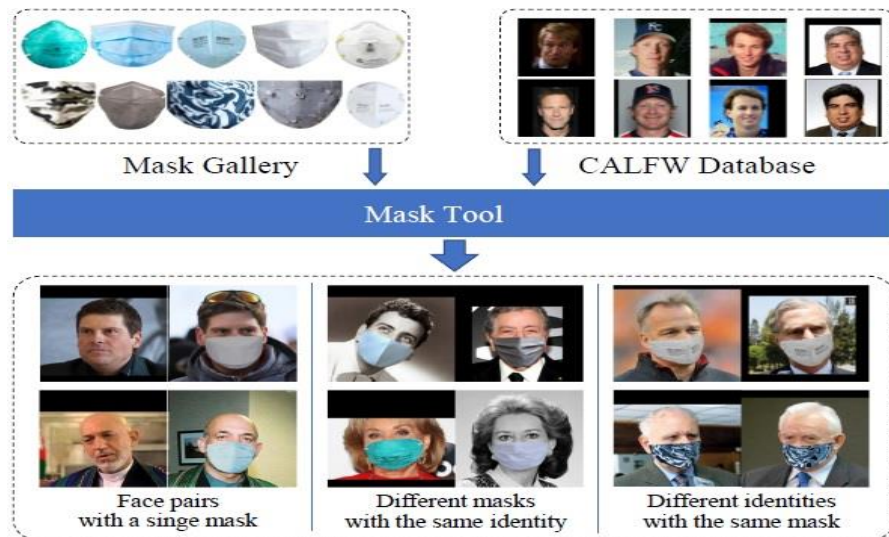 Mask Gallery
CALFW Database
Mask Tool
Face pairs
with a singe mask
Different masks
with the same identity
Different identities
with the same mask